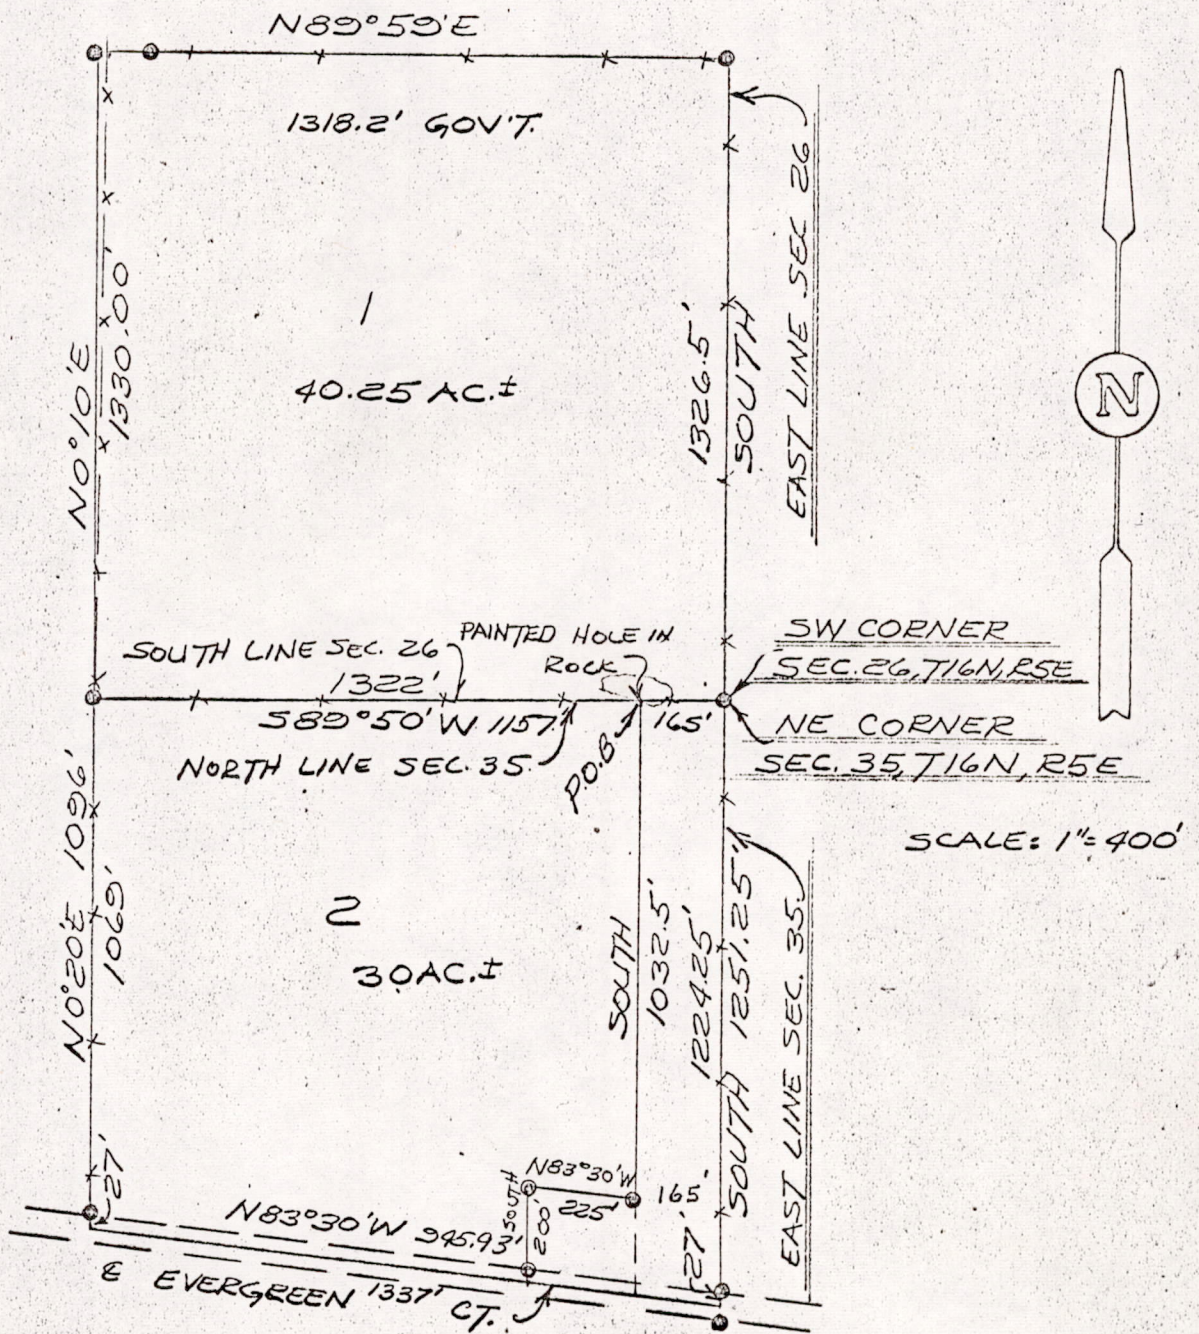 N89°59'E
1318.2' GOV'T.
EAST LINE SEC 26
N0°10'E
1330.00'
1
40.25 AC.±
1326.5'
SOUTH
N
SOUTH LINE SEC. 26
PAINTED HOLE IN
ROCK
1322'
SW CORNER
SEC. 26, T16N, R5E
S89°50'W 1157'
165'
NORTH LINE SEC. 35
P.O.B
NE CORNER
SEC. 35, T16N, R5E
SCALE: 1"=400'
N0°20'E 1096'
1069'
2
30 AC.±
SOUTH
1032.5'
1224.25'
SOUTH 1251.25'
EAST LINE SEC. 35
27'
N83°30'W
225'
165'
SOUTH
200'
27'
N83°30'W 945.93'
℄ EVERGREEN 1337' CT.